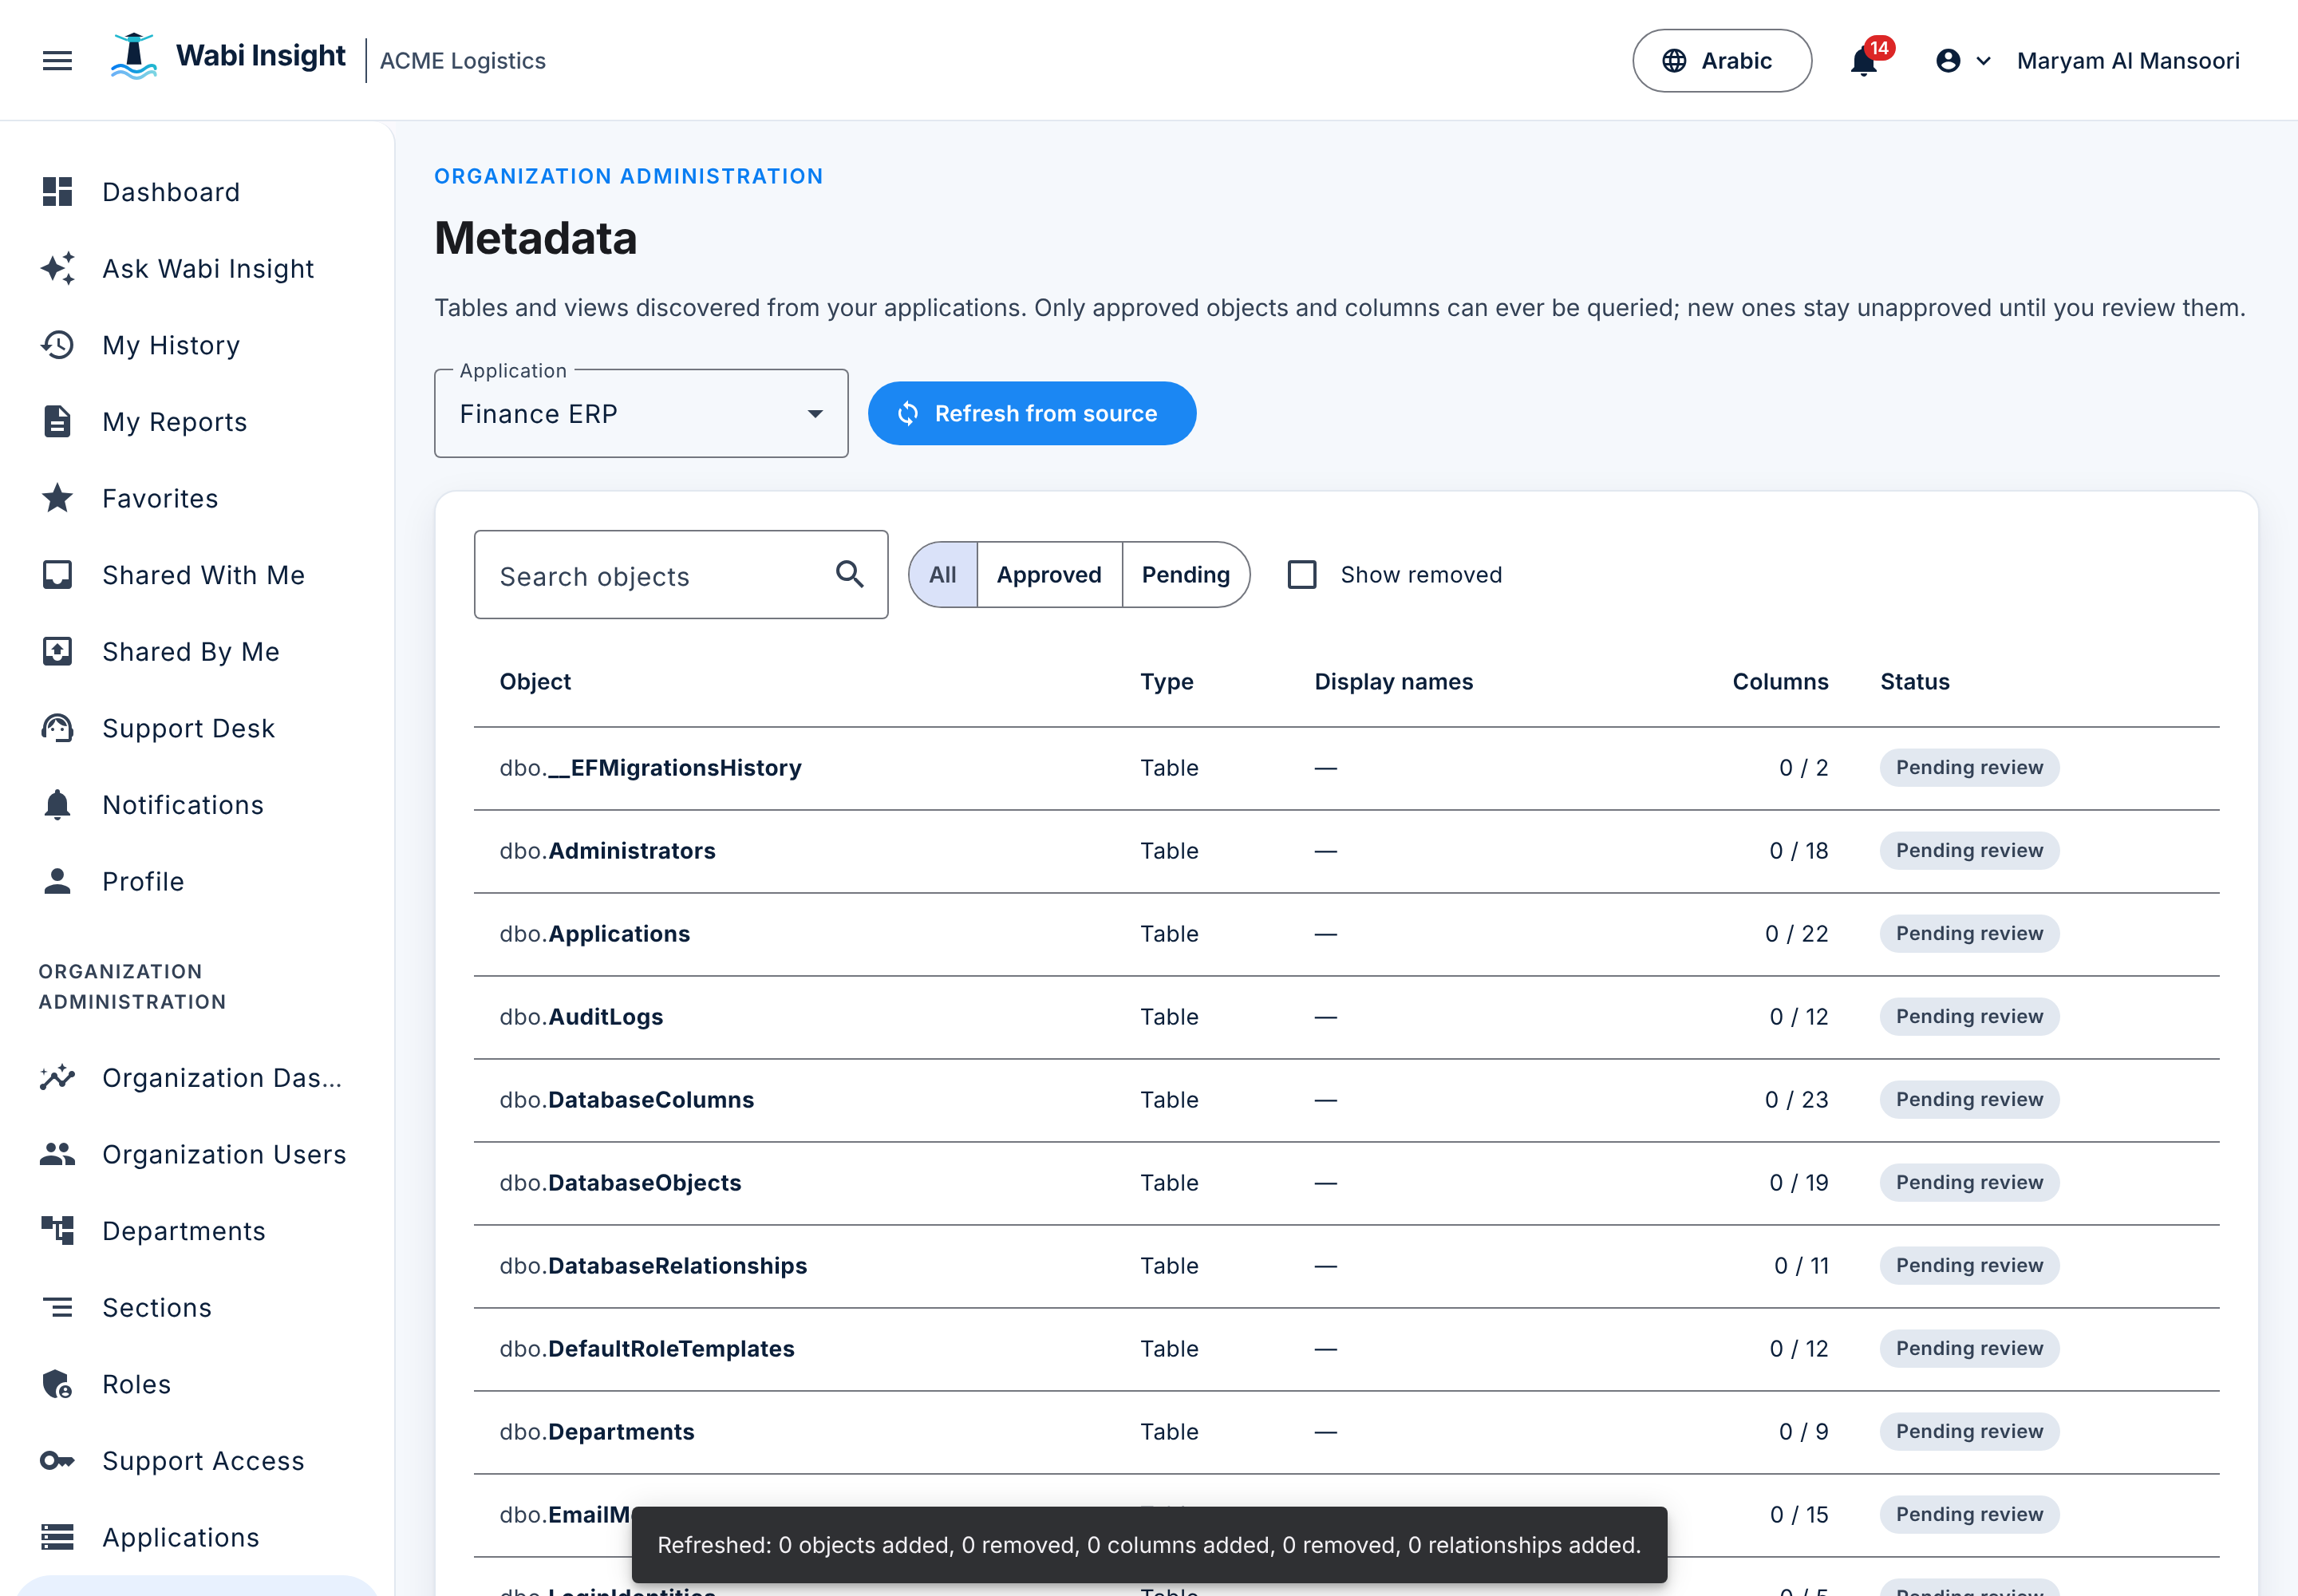 Wabi Insight
ACME Logistics
Arabic
14
Maryam Al Mansoori
Dashboard
Ask Wabi Insight
My History
My Reports
Favorites
Shared With Me
Shared By Me
Support Desk
Notifications
Profile
ORGANIZATION
ADMINISTRATION
Organization Das...
Organization Users
Departments
Sections
Roles
Support Access
Applications
ORGANIZATION ADMINISTRATION
Metadata
Tables and views discovered from your applications. Only approved objects and columns can ever be queried; new ones stay unapproved until you review them.
Application
Finance ERP
Refresh from source
Search objects
All
Approved
Pending
Show removed
Object Type Display names Columns Status
dbo.__EFMigrationsHistory Table — 0 / 2 Pending review
dbo.Administrators Table — 0 / 18 Pending review
dbo.Applications Table — 0 / 22 Pending review
dbo.AuditLogs Table — 0 / 12 Pending review
dbo.DatabaseColumns Table — 0 / 23 Pending review
dbo.DatabaseObjects Table — 0 / 19 Pending review
dbo.DatabaseRelationships Table — 0 / 11 Pending review
dbo.DefaultRoleTemplates Table — 0 / 12 Pending review
dbo.Departments Table — 0 / 9 Pending review
dbo.EmailM 0 / 15 Pending review
Refreshed: 0 objects added, 0 removed, 0 columns added, 0 removed, 0 relationships added.